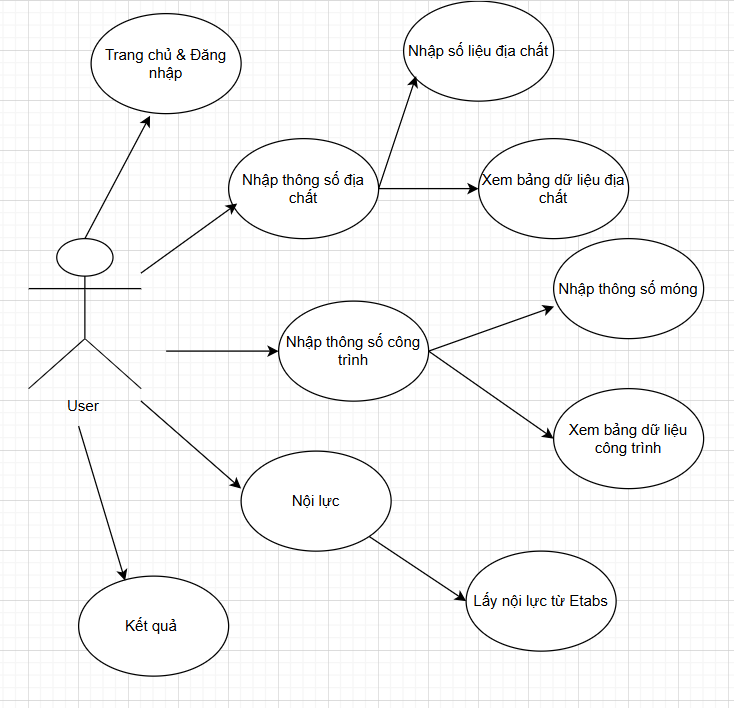 Trang chủ & Đăng
nhập
Nhập số liệu địa chất
Nhập thông số địa
chất
Xem bảng dữ liệu địa
chất
Nhập thông số móng
Nhập thông số công
trình
User
Xem bảng dữ liệu
công trình
Nội lực
Lấy nội lực từ Etabs
Kết quả